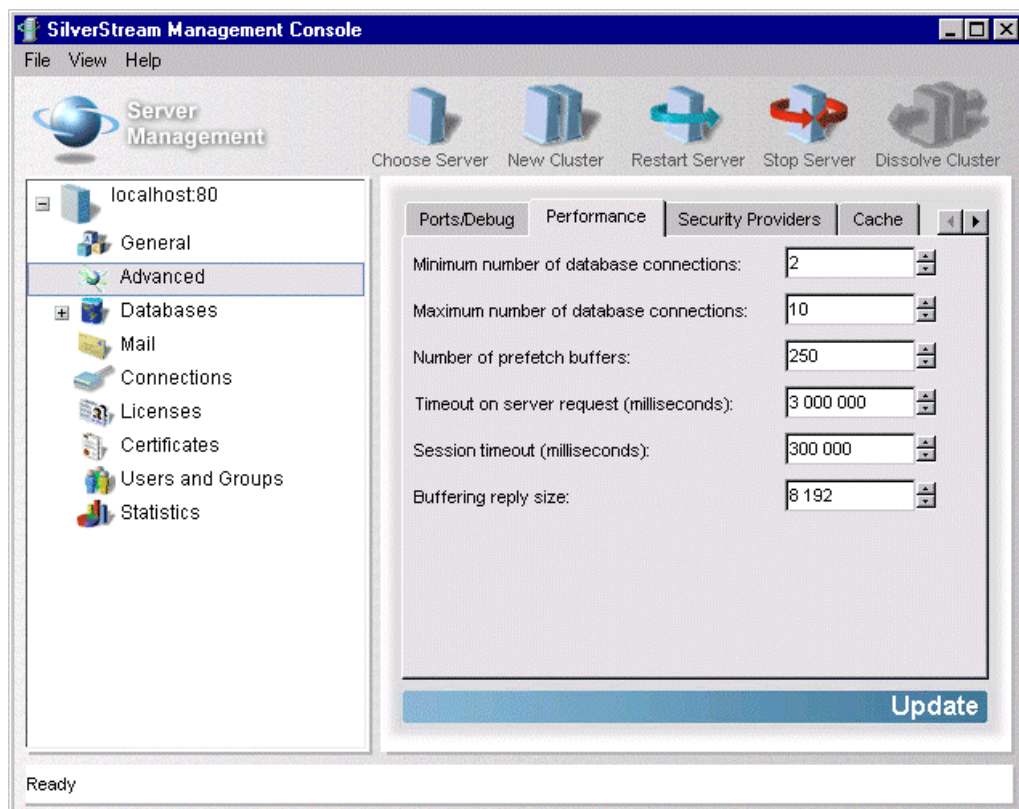 SilverStream Management Console
File View Help
Server
Management
Choose Server New Cluster Restart Server Stop Server Dissolve Cluster
localhost:80
General
Advanced
Databases
Mail
Connections
Licenses
Certificates
Users and Groups
Statistics
Ports/Debug Performance Security Providers Cache
Minimum number of database connections: 2
Maximum number of database connections: 10
Number of prefetch buffers: 250
Timeout on server request (milliseconds): 3 000 000
Session timeout (milliseconds): 300 000
Buffering reply size: 8 192
Update
Ready